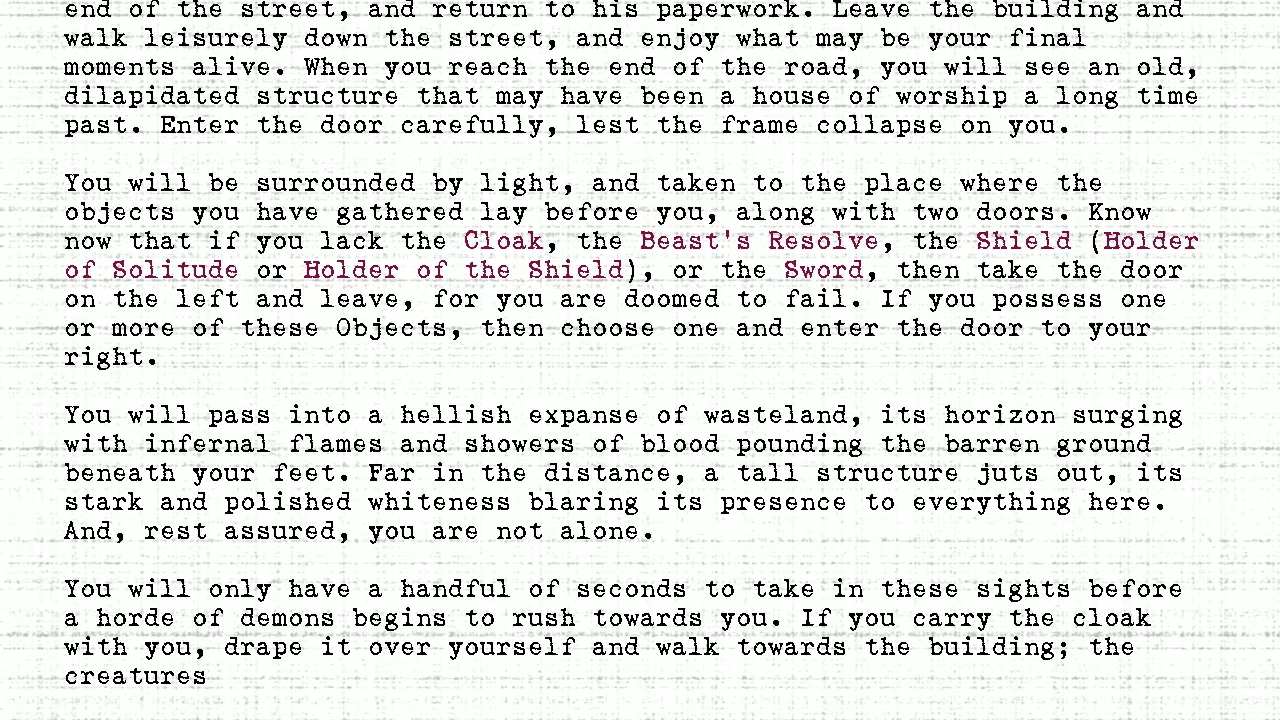 end of the street, and return to his paperwork. Leave the building and
walk leisurely down the street, and enjoy what may be your final
moments alive. When you reach the end of the road, you will see an old,
dilapidated structure that may have been a house of worship a long time
past. Enter the door carefully, lest the frame collapse on you.
You will be surrounded by light, and taken to the place where the
objects you have gathered lay before you, along with two doors. Know
now that if you lack the Cloak, the Beast's Resolve, the Shield (Holder
of Solitude or Holder of the Shield), or the Sword, then take the door
on the left and leave, for you are doomed to fail. If you possess one
or more of these Objects, then choose one and enter the door to your
right.
You will pass into a hellish expanse of wasteland, its horizon surging
with infernal flames and showers of blood pounding the barren ground
beneath your feet. Far in the distance, a tall structure juts out, its
stark and polished whiteness blaring its presence to everything here.
And, rest assured, you are not alone.
You will only have a handful of seconds to take in these sights before
a horde of demons begins to rush towards you. If you carry the cloak
with you, drape it over yourself and walk towards the building; the
creatures